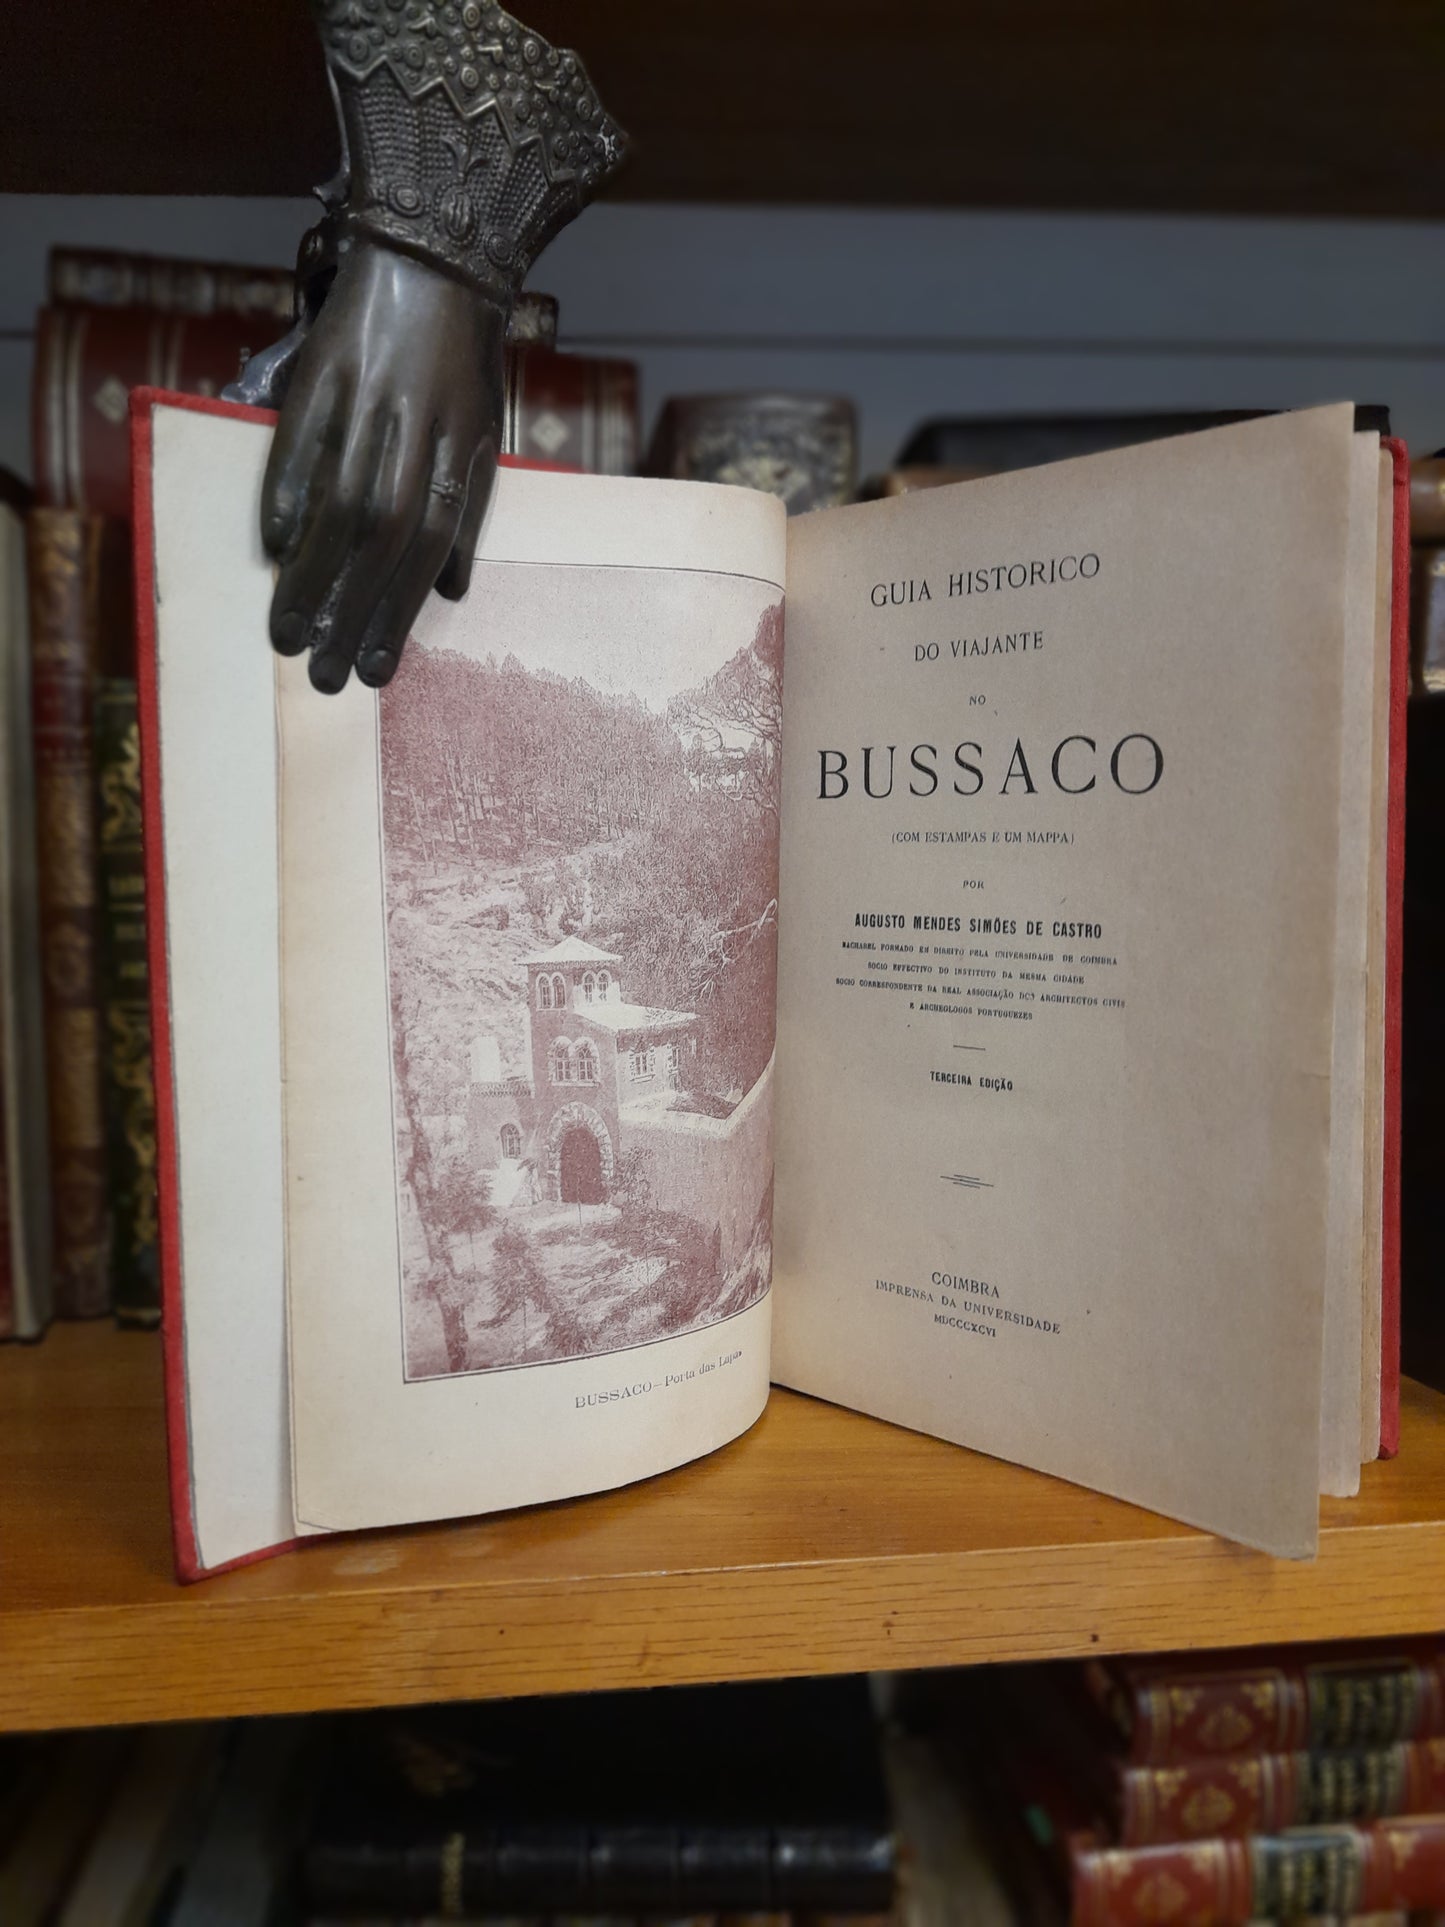 BUSSACO—Porta das Lapas
GUIA HISTORICO
DO VIAJANTE
NO
BUSSACO
(COM ESTAMPAS E UM MAPPA)
POR
AUGUSTO MENDES SIMÕES DE CASTRO
BACHAREL FORMADO EM DIREITO PELA UNIVERSIDADE DE COIMBRA
SOCIO EFFECTIVO DO INSTITUTO DA MESMA CIDADE
SOCIO CORRESPONDENTE DA REAL ASSOCIAÇÃO DOS ARCHITECTOS CIVIS
E ARCHEOLOGOS PORTUGUEZES
TERCEIRA EDIÇÃO
COIMBRA
IMPRENSA DA UNIVERSIDADE
MDCCCXCVI